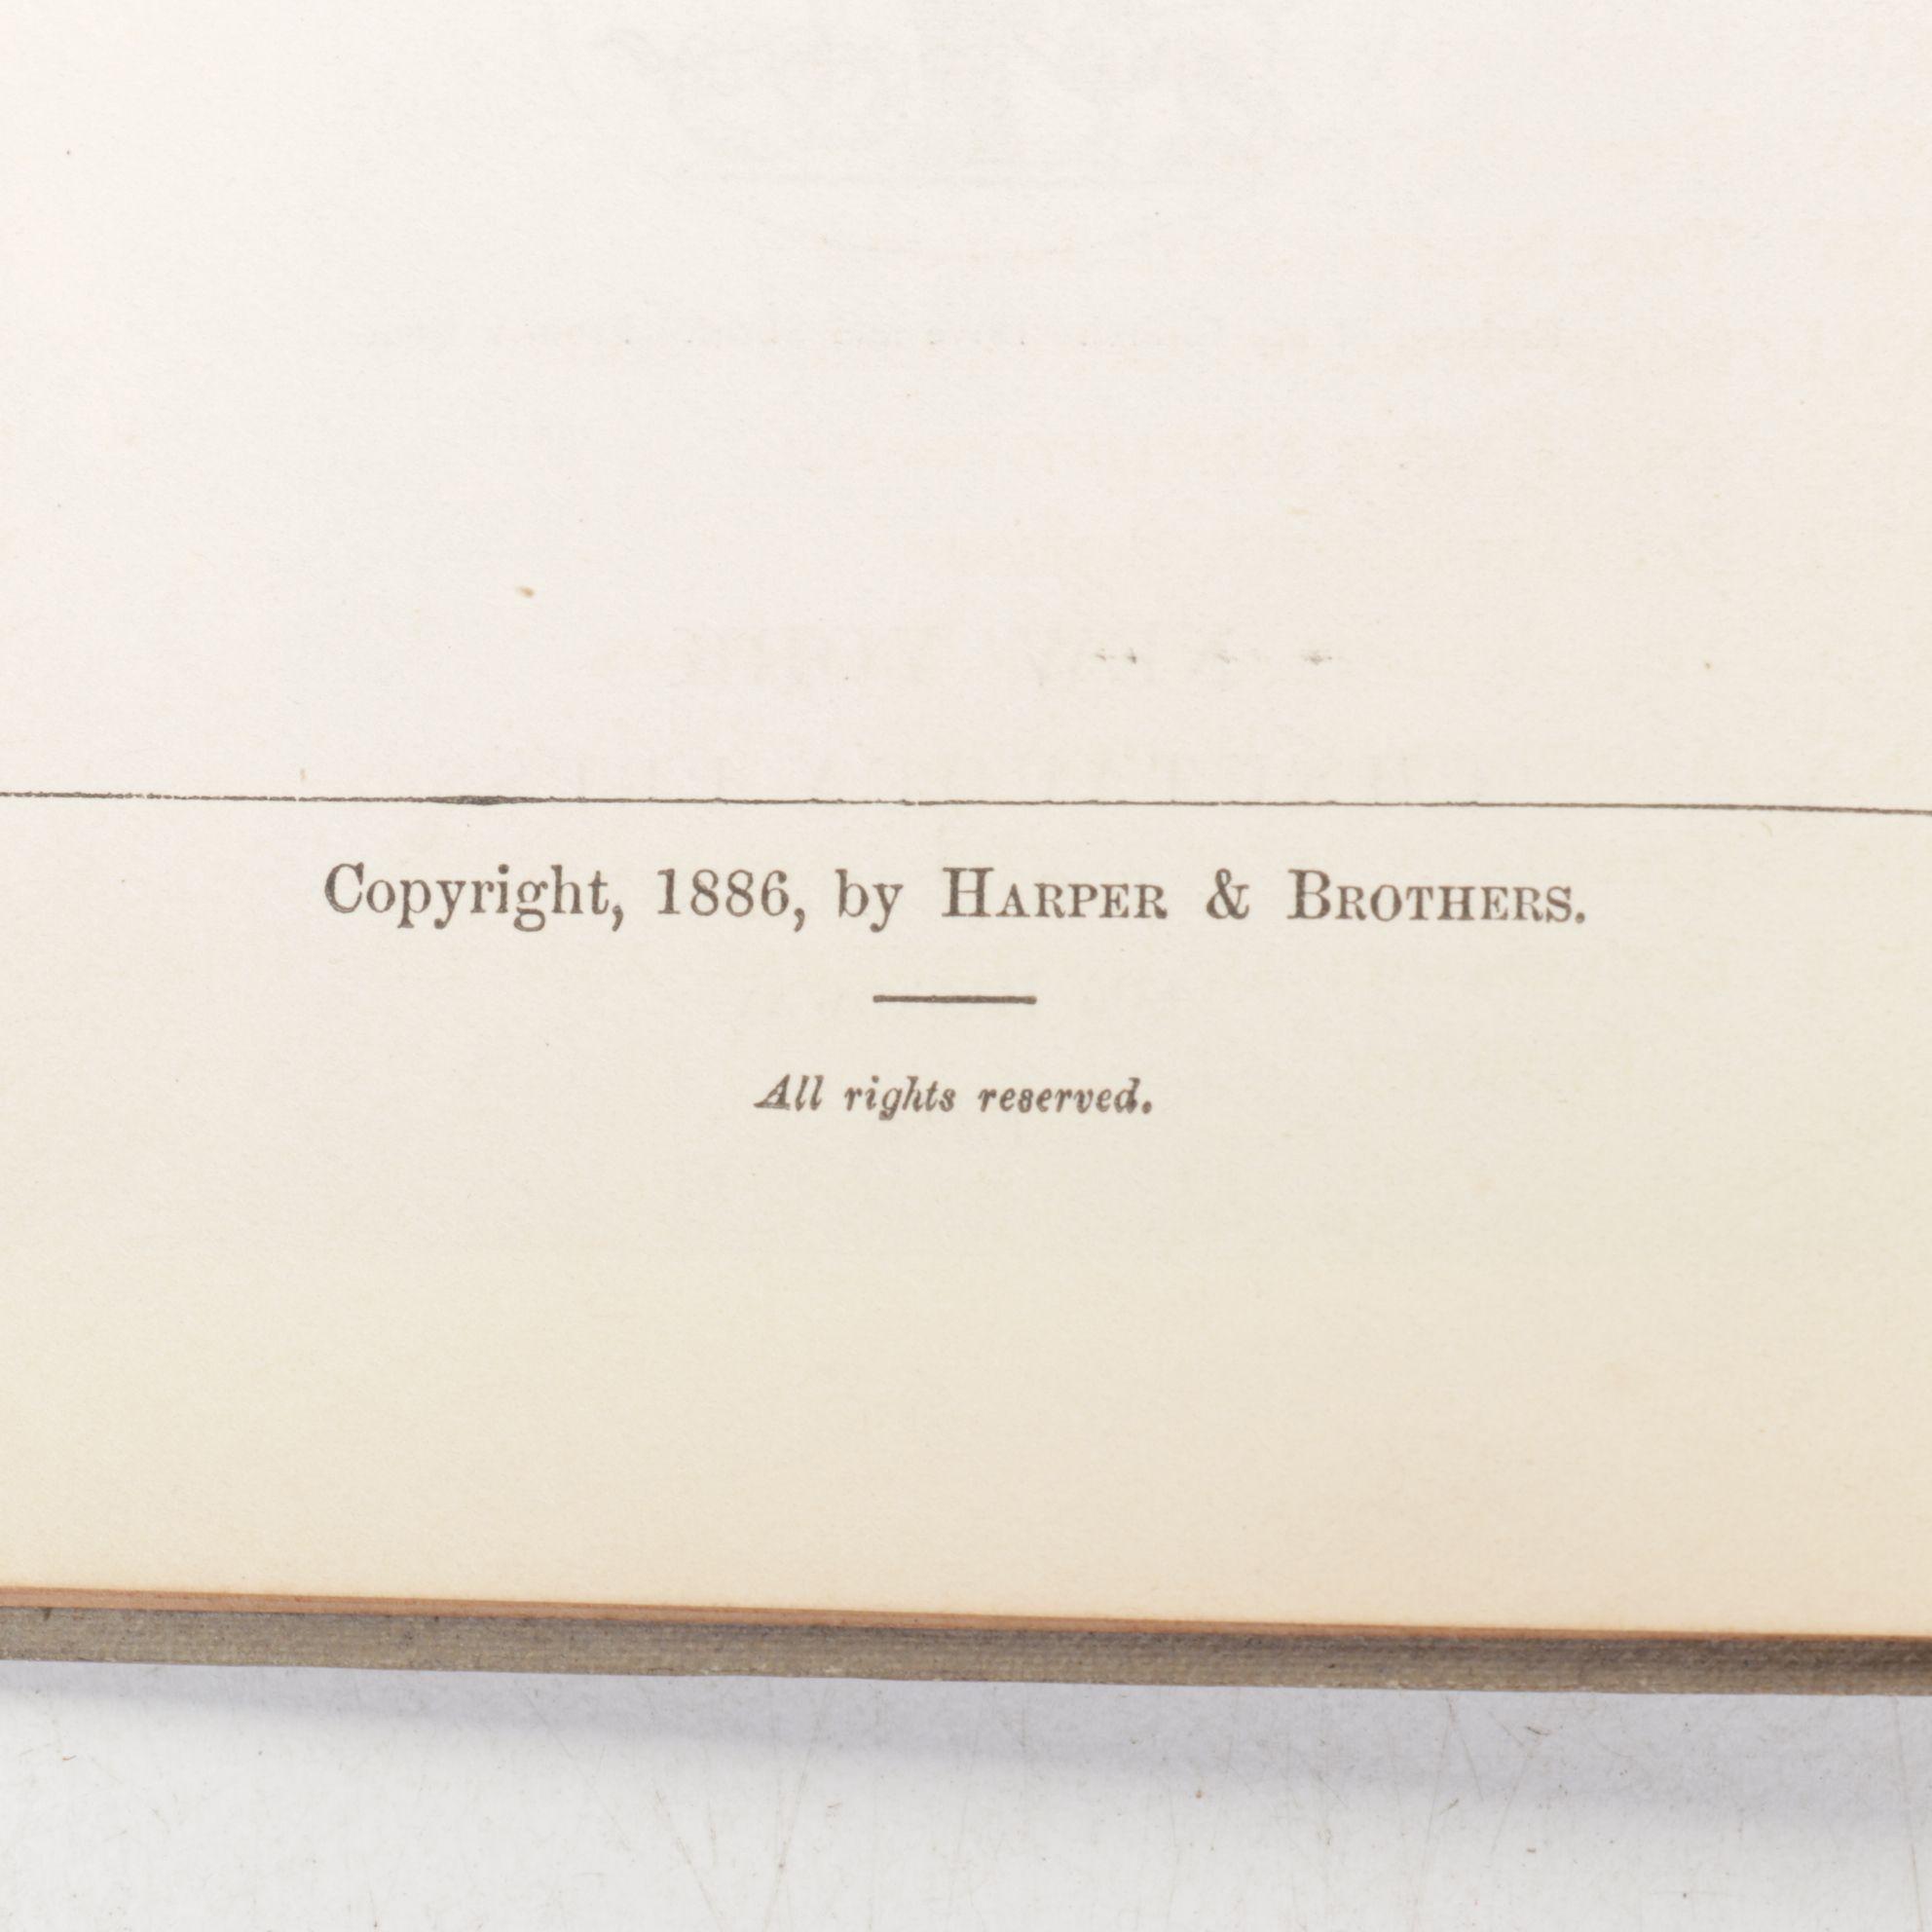 Copyright, 1886, by HARPER & BROTHERS.
All rights reserved.